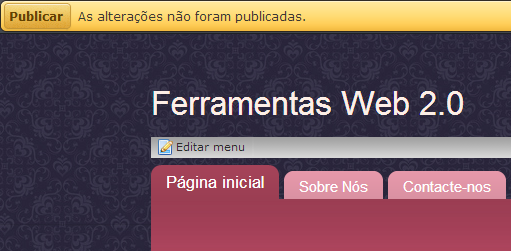 Publicar As alterações não foram publicadas.
Ferramentas Web 2.0
Editar menu
Página inicial Sobre Nós Contacte-nos